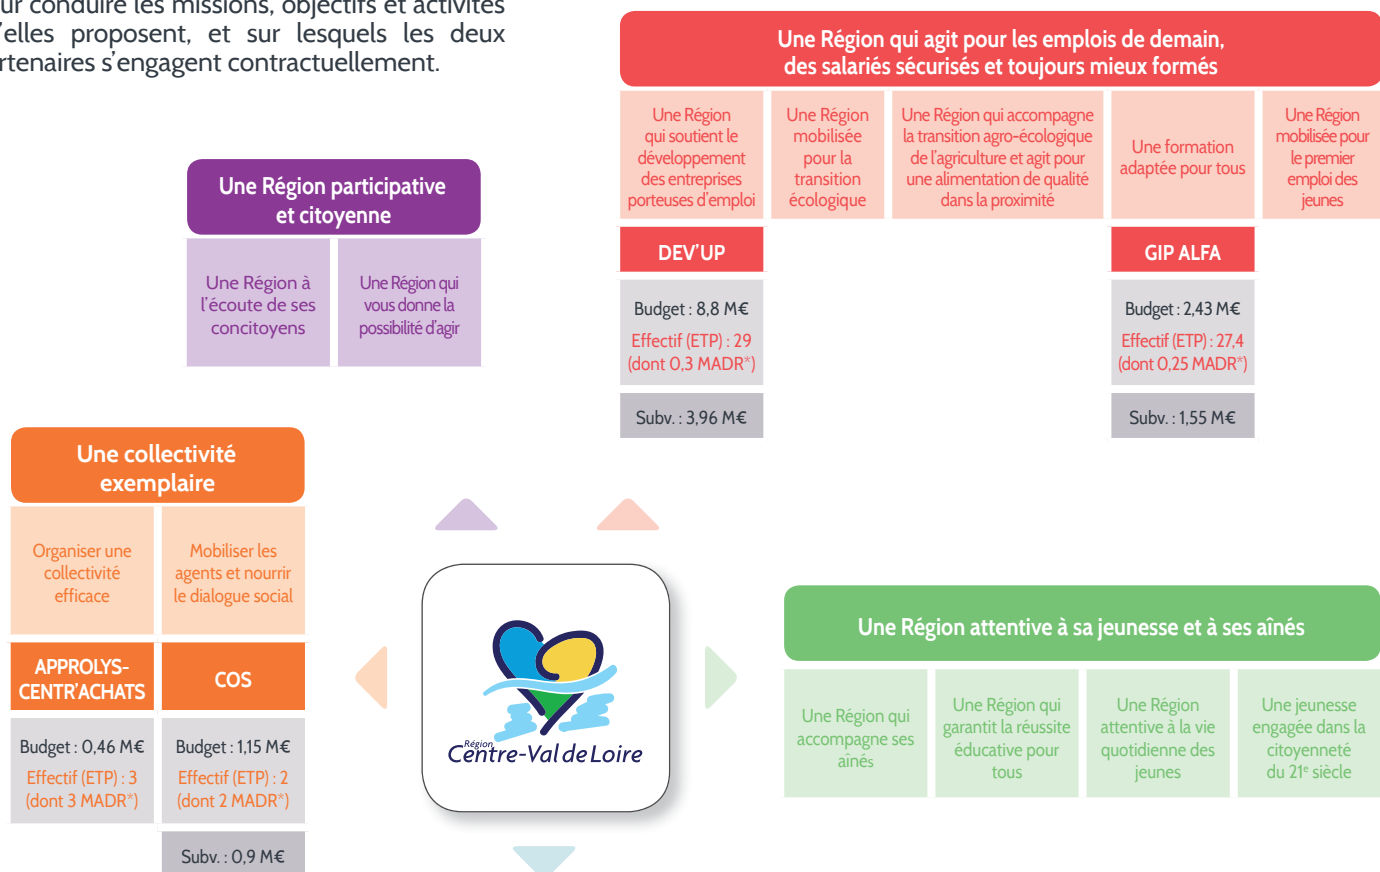 ur conduire les missions, objectifs et activités
'elles proposent, et sur lesquels les deux
rtenaires s'engagent contractuellement.
Une Région qui agit pour les emplois de demain,
des salariés sécurisés et toujours mieux formés
Une Région
qui soutient le
développement
des entreprises
porteuses d'emploi
Une Région
mobilisée
pour la
transition
écologique
Une Région qui accompagne
la transition agro-écologique
de l'agriculture et agit pour
une alimentation de qualité
dans la proximité
Une formation
adaptée pour tous
Une Région
mobilisée pour
le premier
emploi des
jeunes
DEV'UP
Budget : 8,8 M€
Effectif (ETP) : 29
(dont 0,3 MADR*)
Subv. : 3,96 M€
GIP ALFA
Budget : 2,43 M€
Effectif (ETP) : 27,4
(dont 0,25 MADR*)
Subv. : 1,55 M€
Une Région participative
et citoyenne
Une Région à
l'écoute de ses
concitoyens
Une Région qui
vous donne la
possibilité d'agir
Une collectivité
exemplaire
Organiser une
collectivité
efficace
Mobiliser les
agents et nourrir
le dialogue social
APPROLYS-
CENTR'ACHATS
Budget : 0,46 M€
Effectif (ETP) : 3
(dont 3 MADR*)
COS
Budget : 1,15 M€
Effectif (ETP) : 2
(dont 2 MADR*)
Subv. : 0,9 M€
Région
Centre-Val de Loire
Une Région attentive à sa jeunesse et à ses aînés
Une Région qui
accompagne ses
aînés
Une Région qui
garantit la réussite
éducative pour
tous
Une Région
attentive à la vie
quotidienne des
jeunes
Une jeunesse
engagée dans la
citoyenneté
du 21e siècle